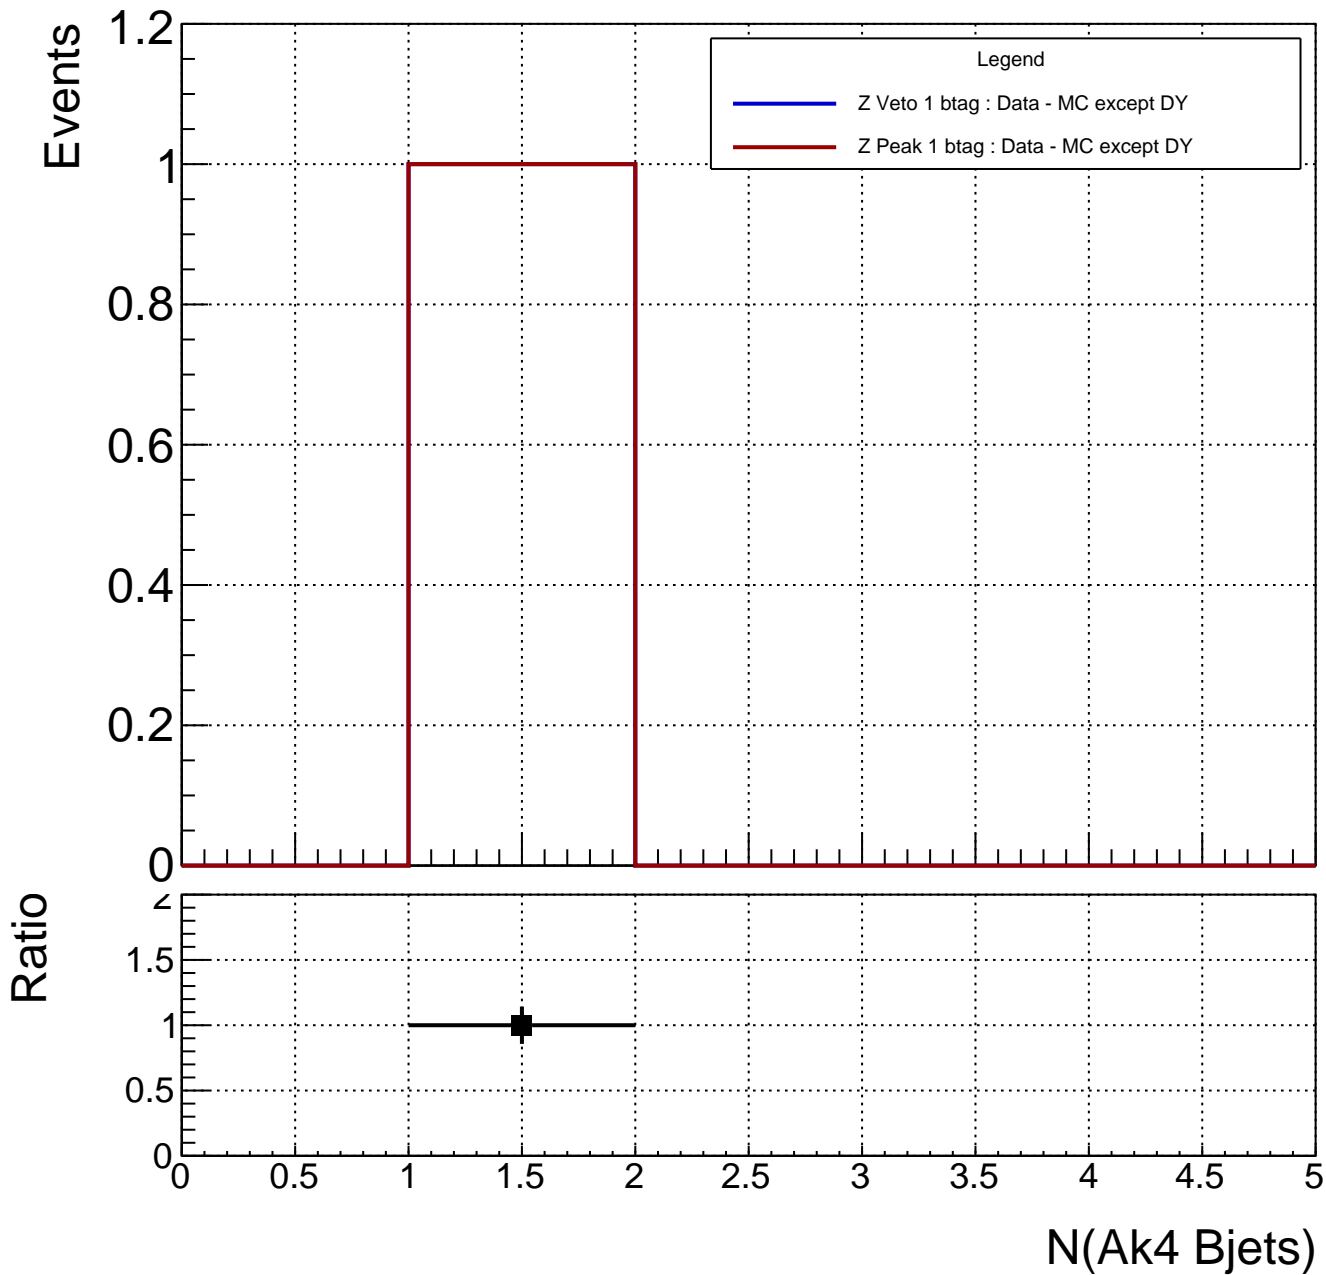 Events
1.2
1
0.8
0.6
0.4
0.2
0
Legend
Z Veto 1 btag : Data - MC except DY
Z Peak 1 btag : Data - MC except DY
Ratio
2
1.5
1
0.5
0
0 0.5 1 1.5 2 2.5 3 3.5 4 4.5 5
N(Ak4 Bjets)